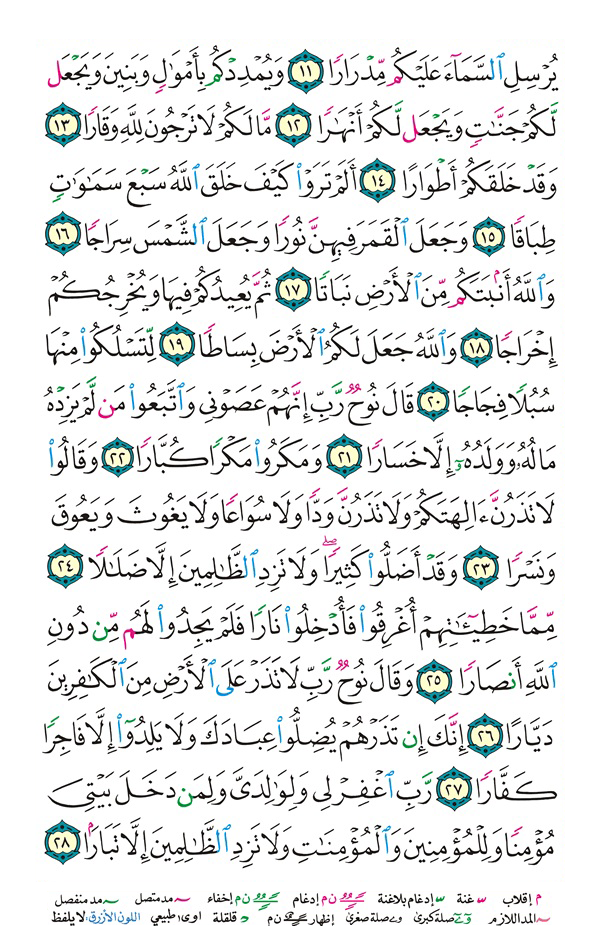 يُرْسِلِ ٱلسَّمَآءَ عَلَيْكُم مِّدْرَارًا ١١ وَيُمْدِدْكُم بِأَمْوَٰلٍ وَبَنِينَ وَيَجْعَل
لَّكُمْ جَنَّٰتٍ وَيَجْعَل لَّكُمْ أَنْهَٰرًا ١٢ مَّا لَكُمْ لَا تَرْجُونَ لِلَّهِ وَقَارًا ١٣
وَقَدْ خَلَقَكُمْ أَطْوَارًا ١٤ أَلَمْ تَرَوْا۟ كَيْفَ خَلَقَ ٱللَّهُ سَبْعَ سَمَٰوَٰتٍ
طِبَاقًا ١٥ وَجَعَلَ ٱلْقَمَرَ فِيهِنَّ نُورًا وَجَعَلَ ٱلشَّمْسَ سِرَاجًا ١٦
وَٱللَّهُ أَنۢبَتَكُم مِّنَ ٱلْأَرْضِ نَبَاتًا ١٧ ثُمَّ يُعِيدُكُمْ فِيهَا وَيُخْرِجُكُمْ
إِخْرَاجًا ١٨ وَٱللَّهُ جَعَلَ لَكُمُ ٱلْأَرْضَ بِسَاطًا ١٩ لِّتَسْلُكُوا۟ مِنْهَا
سُبُلًا فِجَاجًا ٢٠ قَالَ نُوحٌ رَّبِّ إِنَّهُمْ عَصَوْنِى وَٱتَّبَعُوا۟ مَن لَّمْ يَزِدْهُ
مَالُهُۥ وَوَلَدُهُۥٓ إِلَّا خَسَارًا ٢١ وَمَكَرُوا۟ مَكْرًا كُبَّارًا ٢٢ وَقَالُوا۟
لَا تَذَرُنَّ ءَالِهَتَكُمْ وَلَا تَذَرُنَّ وَدًّا وَلَا سُوَاعًا وَلَا يَغُوثَ وَيَعُوقَ
وَنَسْرًا ٢٣ وَقَدْ أَضَلُّوا۟ كَثِيرًا ۖ وَلَا تَزِدِ ٱلظَّٰلِمِينَ إِلَّا ضَلَٰلًا ٢٤
مِّمَّا خَطِيٓـَٰٔتِهِمْ أُغْرِقُوا۟ فَأُدْخِلُوا۟ نَارًا فَلَمْ يَجِدُوا۟ لَهُم مِّن دُونِ
ٱللَّهِ أَنصَارًا ٢٥ وَقَالَ نُوحٌ رَّبِّ لَا تَذَرْ عَلَى ٱلْأَرْضِ مِنَ ٱلْكَٰفِرِينَ
دَيَّارًا ٢٦ إِنَّكَ إِن تَذَرْهُمْ يُضِلُّوا۟ عِبَادَكَ وَلَا يَلِدُوٓا۟ إِلَّا فَاجِرًا
كَفَّارًا ٢٧ رَّبِّ ٱغْفِرْ لِى وَلِوَٰلِدَىَّ وَلِمَن دَخَلَ بَيْتِىَ
مُؤْمِنًا وَلِلْمُؤْمِنِينَ وَٱلْمُؤْمِنَٰتِ وَلَا تَزِدِ ٱلظَّٰلِمِينَ إِلَّا تَبَارًۢا ٢٨
م إقلاب غنة إدغام بلاغنة ن م إدغام ن م إخفاء مد متصل مد منفصل
المد اللازم صلة كبرى صلة صغرى إظهار ن م قلقلة اوى؛ طبيعي اللون الأزرق: لا يلفظ